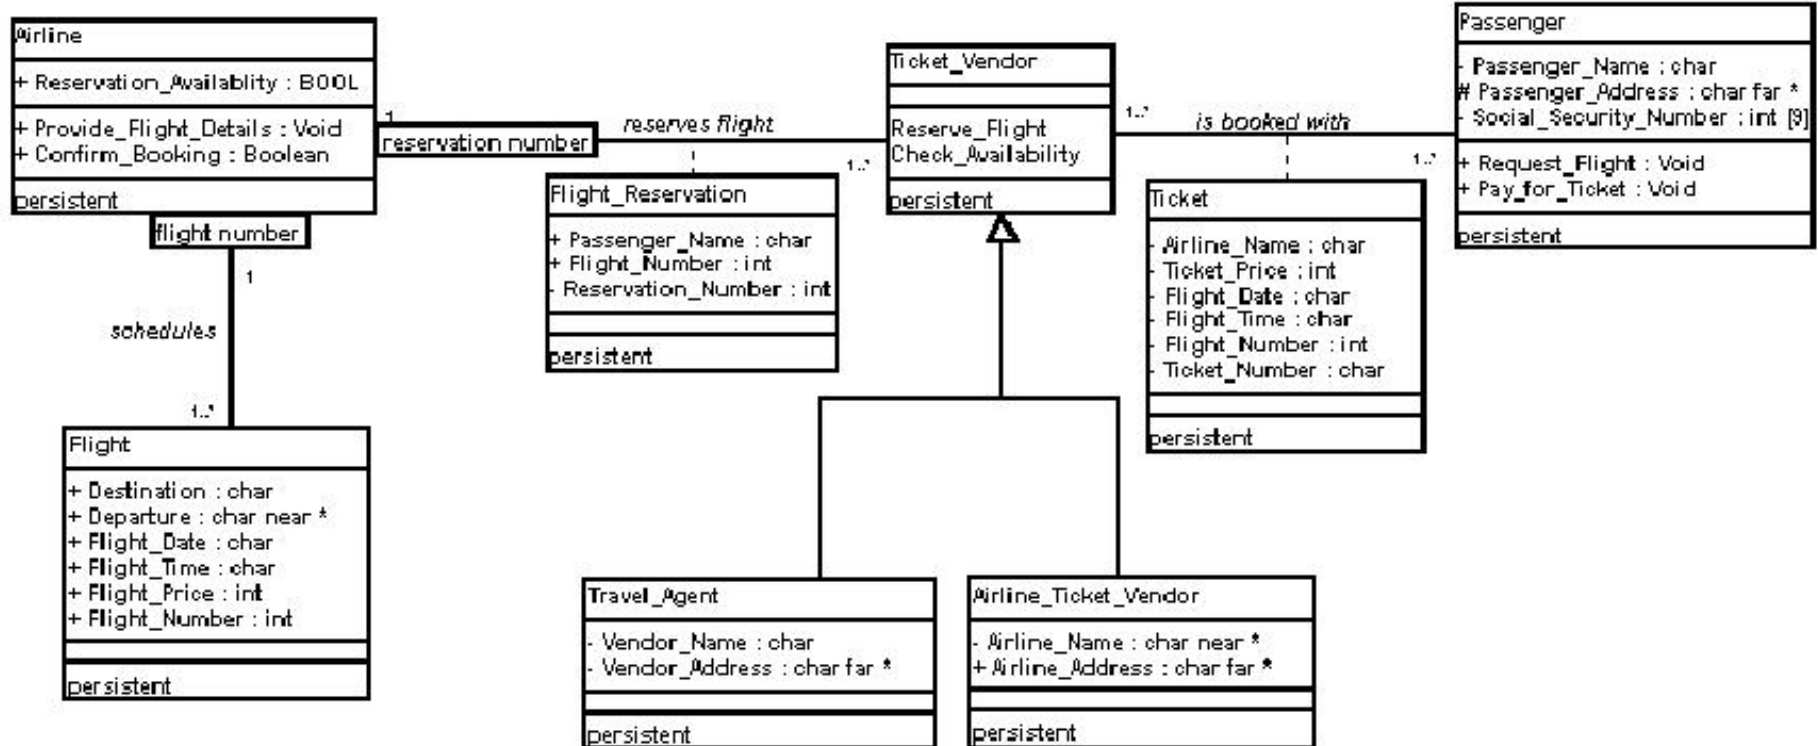 Airline
+ Reservation_Availablity : BOOL
+ Provide_Flight_Details : Void
+ Confirm_Booking : Boolean
persistent
flight number
1
schedules
1..*
Flight
+ Destination : char
+ Departure : char near *
+ Flight_Date : char
+ Flight_Time : char
+ Flight_Price : int
+ Flight_Number : int
persistent
1
reservation number
reserves flight
1..*
Flight_Reservation
+ Passenger_Name : char
+ Flight_Number : int
- Reservation_Number : int
persistent
Ticket_Vendor
Reserve_Flight
Check_Availability
persistent
1..*
is booked with
1..*
Ticket
- Airline_Name : char
- Ticket_Price : int
- Flight_Date : char
- Flight_Time : char
- Flight_Number : int
- Ticket_Number : char
persistent
Passenger
- Passenger_Name : char
# Passenger_Address : char far *
- Social_Security_Number : int [9]
+ Request_Flight : Void
+ Pay_for_Ticket : Void
persistent
Travel_Agent
- Vendor_Name : char
- Vendor_Address : char far *
persistent
Airline_Ticket_Vendor
- Airline_Name : char near *
+ Airline_Address : char far *
persistent